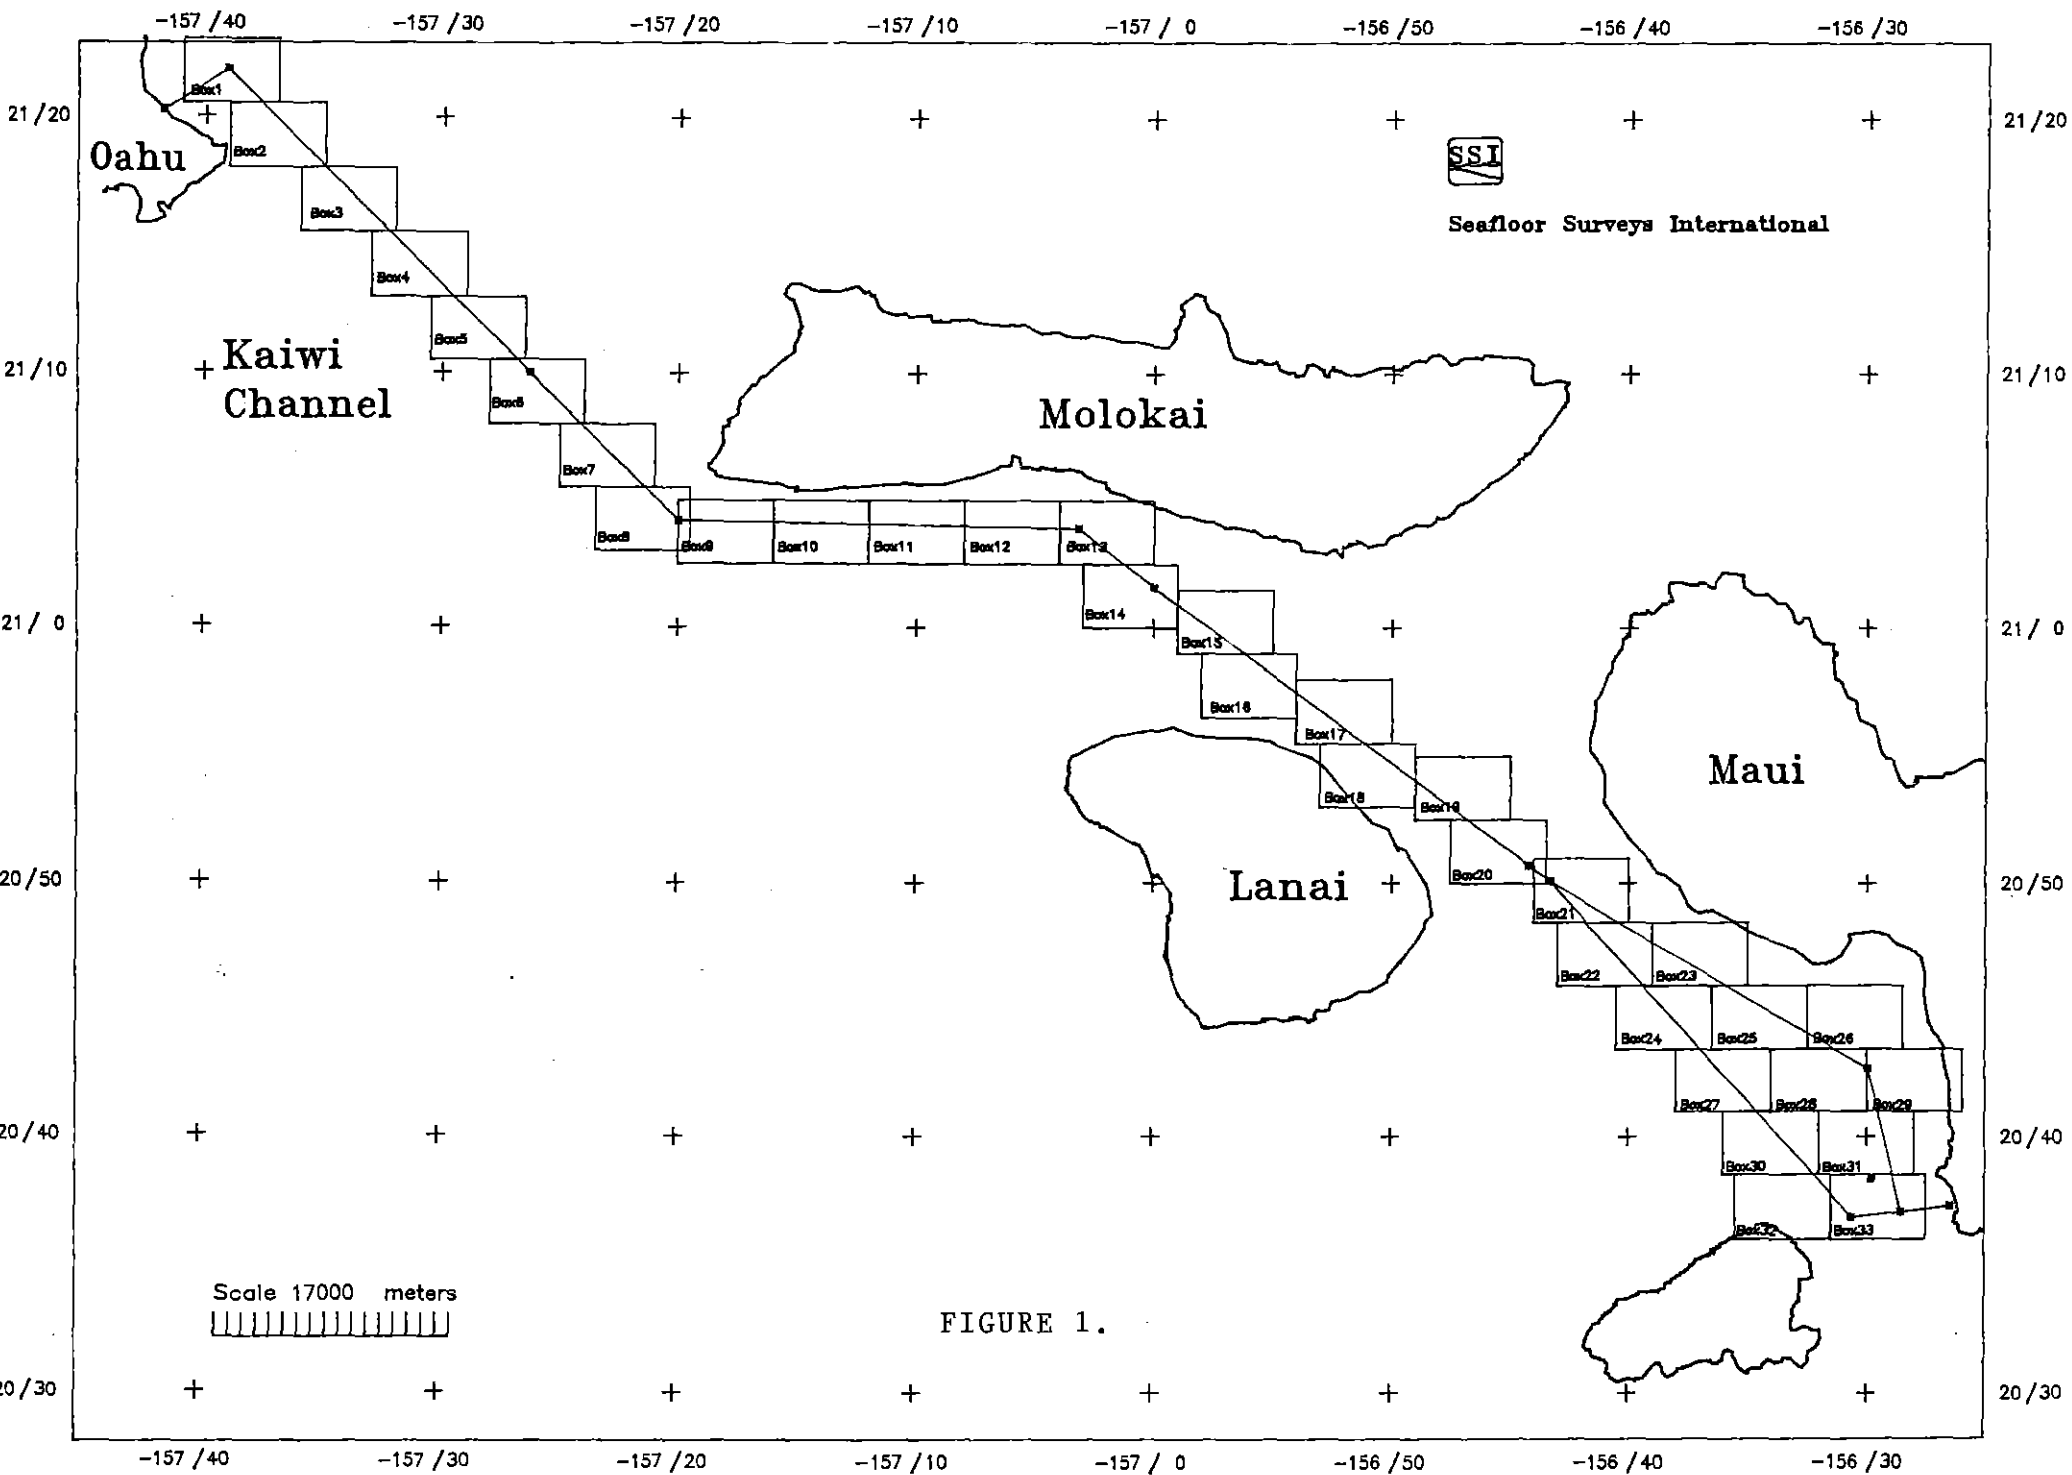 -157/40 -157/30 -157/20 -157/10 -157/ 0 -156/50 -156/40 -156/30
Box1
21/20 21/20
Box2
Oahu
SSI
Box3
Seafloor Surveys International
Box4
Box5
Kaiwi
Channel
21/10 21/10
Box6
Molokai
Box7
Box8 Box9 Box10 Box11 Box12 Box13
Box14
21/ 0 21/ 0
Box15
Box16
Box17
Maui
Box18 Box19
Box20
20/50 20/50
Lanai
Box21
Box22 Box23
Box24 Box25 Box26
Box27 Box28 Box29
20/40 20/40
Box30 Box31
Box32 Box33
Scale 17000 meters
FIGURE 1.
20/30 20/30
-157/40 -157/30 -157/20 -157/10 -157/ 0 -156/50 -156/40 -156/30